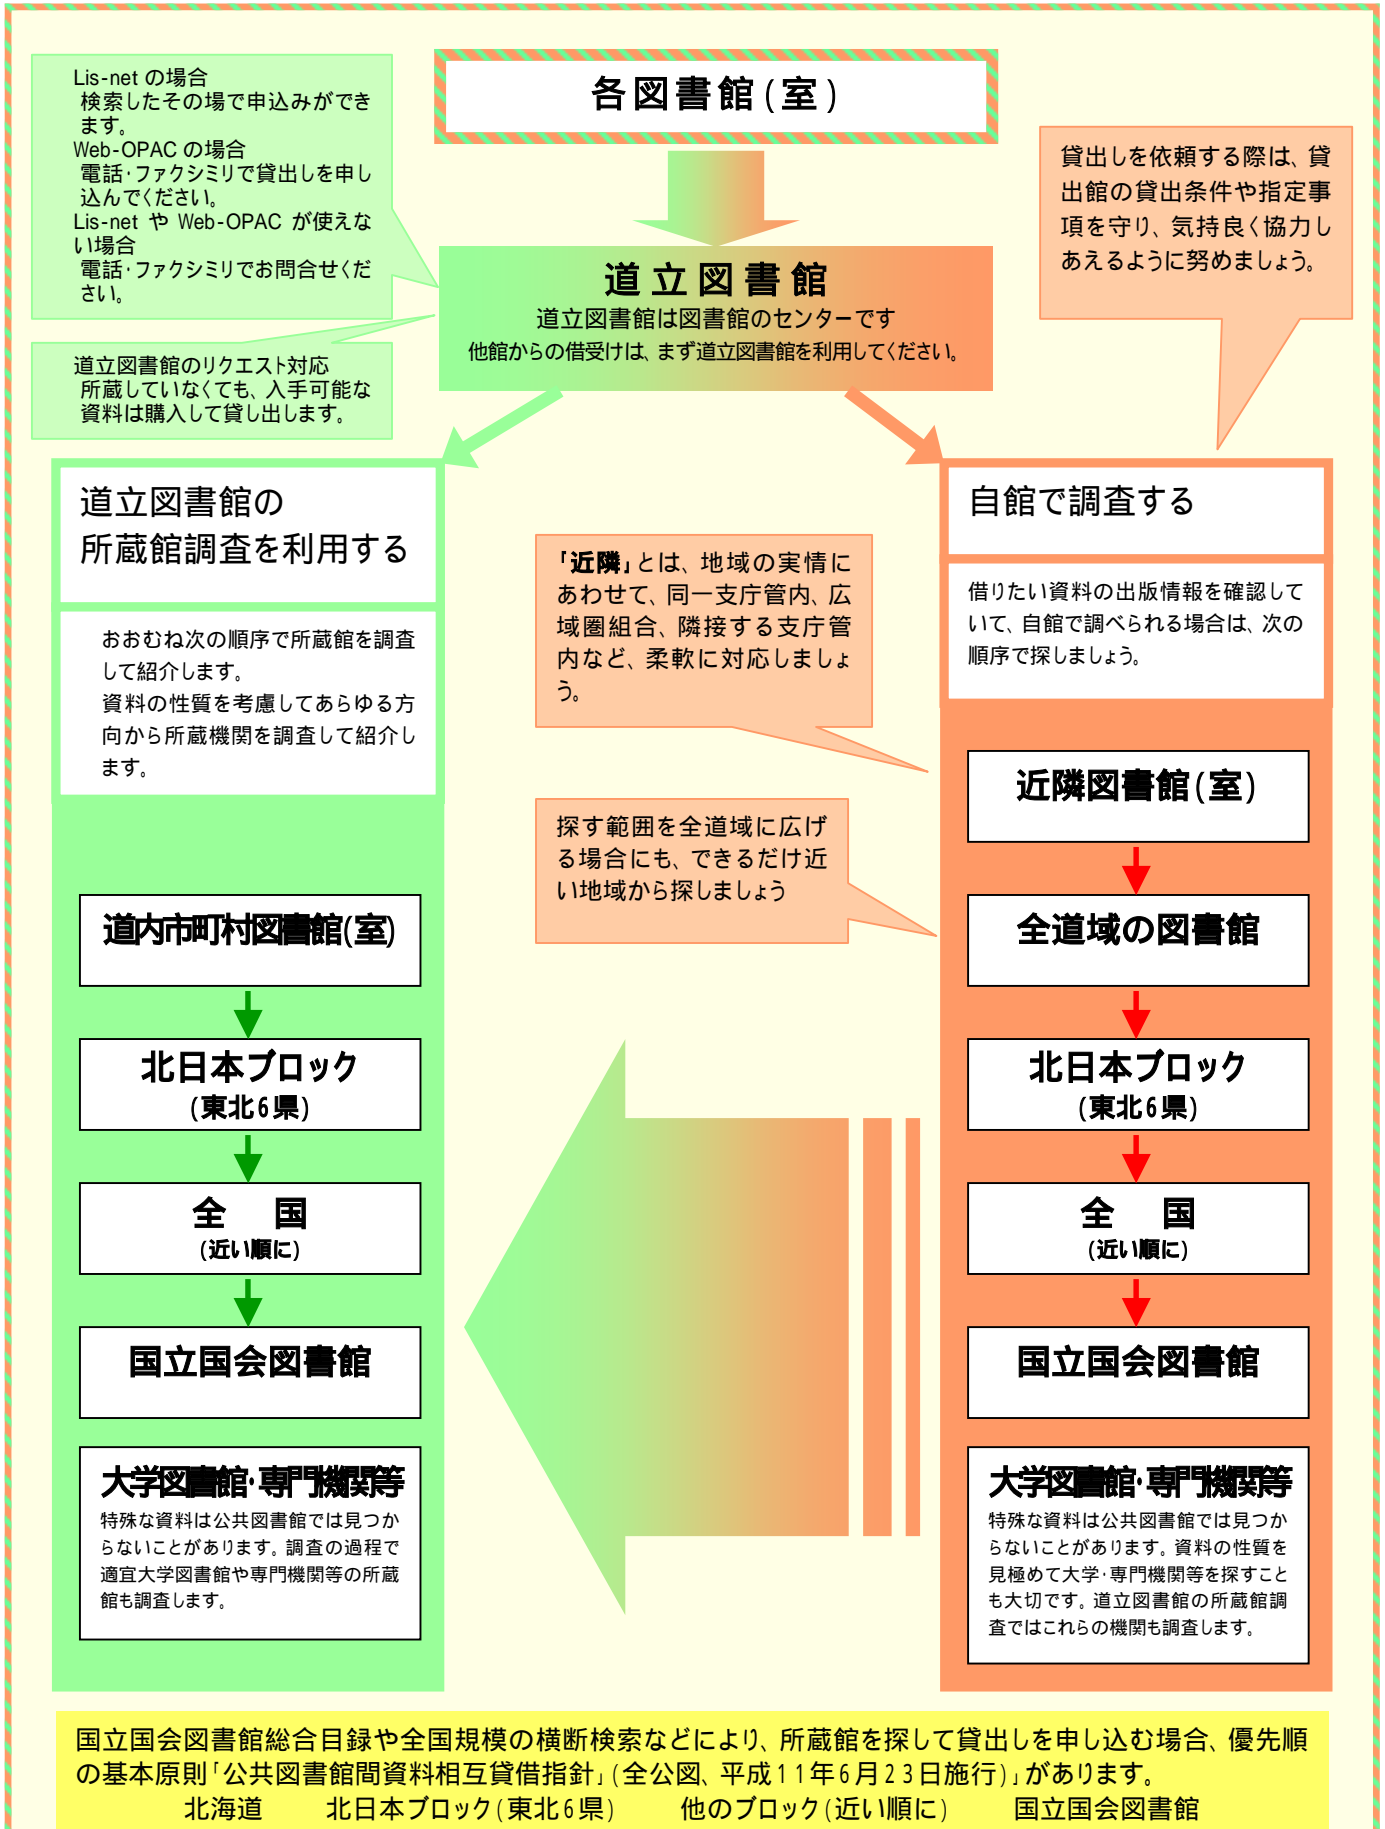 各図書館(室)
Lis-net の場合
検索したその場で申込みができ
ます。
Web-OPAC の場合
電話・ファクシミリで貸出しを申し
込んでください。
Lis-net や Web-OPAC が使えな
い場合
電話・ファクシミリでお問合せくだ
さい。
貸出しを依頼する際は、貸
出館の貸出条件や指定事
項を守り、気持良く協力し
あえるように努めましょう。
道立図書館
道立図書館は図書館のセンターです
他館からの借受けは、まず道立図書館を利用してください。
道立図書館のリクエスト対応
所蔵していなくても、入手可能な
資料は購入して貸し出します。
道立図書館の
所蔵館調査を利用する
おおむね次の順序で所蔵館を調査
して紹介します。
資料の性質を考慮してあらゆる方
向から所蔵機関を調査して紹介し
ます。
道内市町村図書館(室)
北日本ブロック
(東北6県)
全 国
(近い順に)
国立国会図書館
大学図書館・専門機関等
特殊な資料は公共図書館では見つか
らないことがあります。調査の過程で
適宜大学図書館や専門機関等の所蔵
館も調査します。
「近隣」とは、地域の実情に
あわせて、同一支庁管内、広
域圏組合、隣接する支庁管
内など、柔軟に対応しましょ
う。
探す範囲を全道域に広げ
る場合にも、できるだけ近
い地域から探しましょう
自館で調査する
借りたい資料の出版情報を確認して
いて、自館で調べられる場合は、次の
順序で探しましょう。
近隣図書館(室)
全道域の図書館
北日本ブロック
(東北6県)
全 国
(近い順に)
国立国会図書館
大学図書館・専門機関等
特殊な資料は公共図書館では見つか
らないことがあります。資料の性質を
見極めて大学・専門機関等を探すこと
も大切です。道立図書館の所蔵館調
査ではこれらの機関も調査します。
国立国会図書館総合目録や全国規模の横断検索などにより、所蔵館を探して貸出しを申し込む場合、優先順
の基本原則「公共図書館間資料相互貸借指針」(全公図、平成11年6月23日施行)」があります。
北海道 北日本ブロック(東北6県) 他のブロック(近い順に) 国立国会図書館